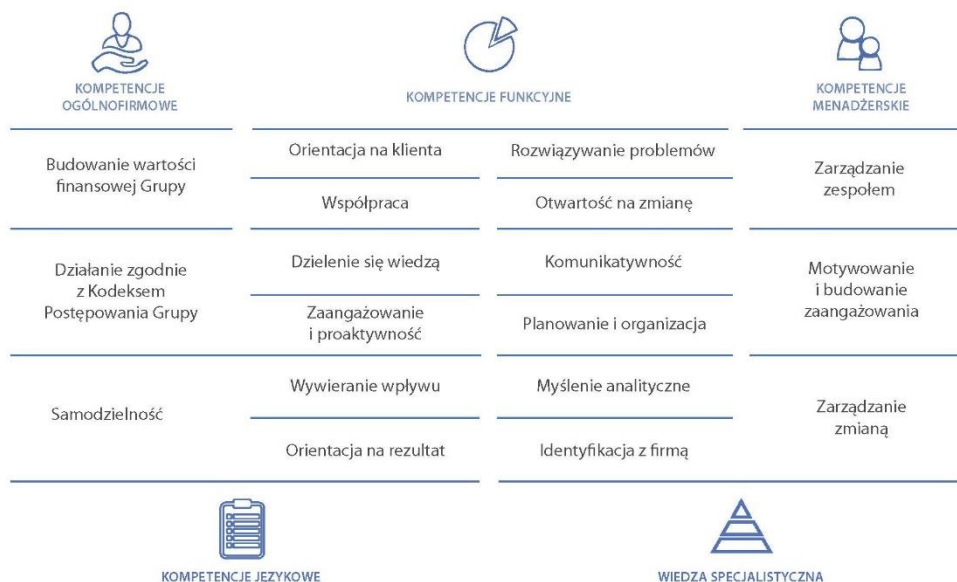 KOMPETENCJE
OGÓLNOFIRMOWE
KOMPETENCJE FUNKCYJNE
KOMPETENCJE
MENADŻERSKIE
Budowanie wartości
finansowej Grupy
Orientacja na klienta
Rozwiązywanie problemów
Zarządzanie
zespołem
Współpraca
Otwartość na zmianę
Działanie zgodnie
z Kodeksem
Postępowania Grupy
Dzielenie się wiedzą
Komunikatywność
Motywowanie
i budowanie
zaangażowania
Zaangażowanie
i proaktywność
Planowanie i organizacja
Samodzielność
Wywieranie wpływu
Myślenie analityczne
Zarządzanie
zmianą
Orientacja na rezultat
Identyfikacja z firmą
KOMPETENCJE JĘZYKOWE
WIEDZA SPECJALISTYCZNA